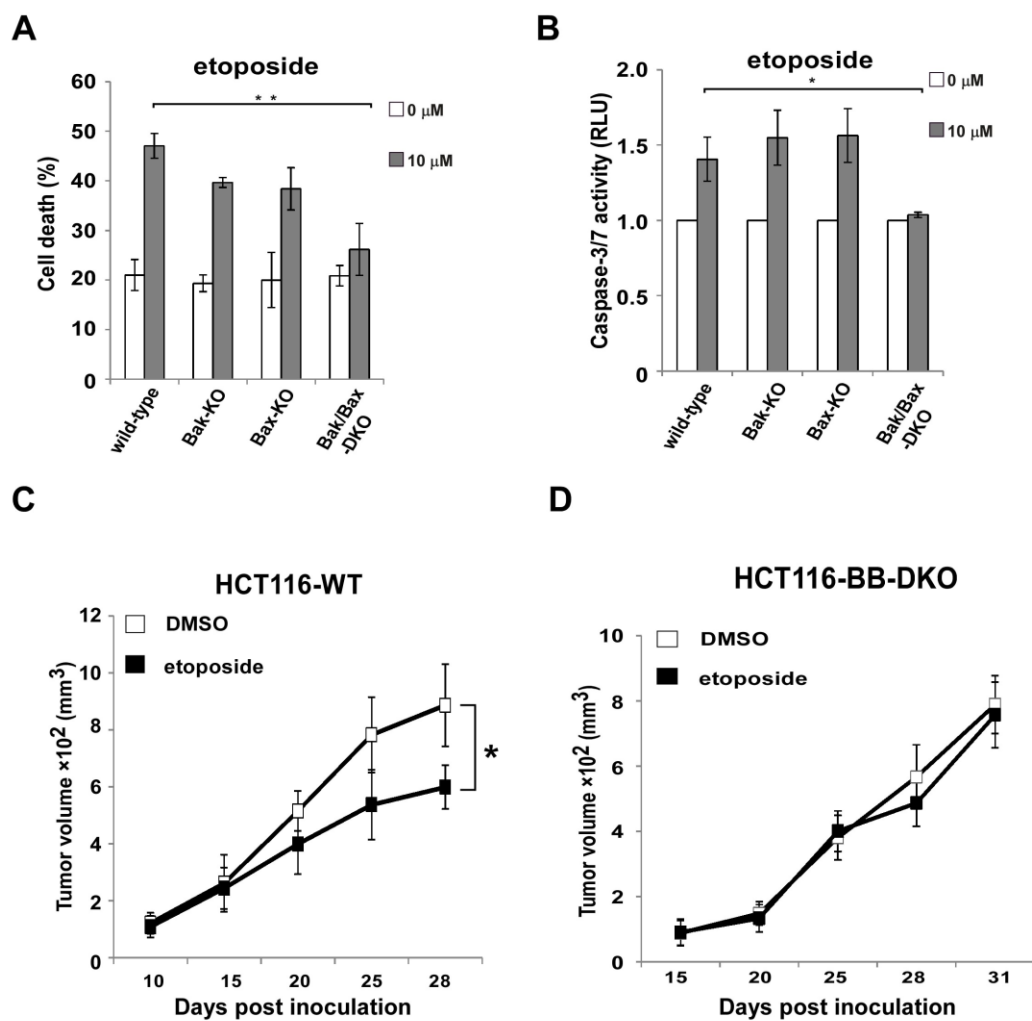 A
etoposide
* *
0 μM
10 μM
Cell death (%)
60
50
40
30
20
10
0
wild-type
Bak-KO
Bax-KO
Bak/Bax
-DKO
B
etoposide
*
0 μM
10 μM
Caspase-3/7 activity (RLU)
2.0
1.5
1.0
0.5
0
wild-type
Bak-KO
Bax-KO
Bak/Bax
-DKO
C
HCT116-WT
DMSO
etoposide
Tumor volume ×10² (mm³)
12
10
8
6
4
2
0
*
10 15 20 25 28
Days post inoculation
D
HCT116-BB-DKO
DMSO
etoposide
Tumor volume ×10² (mm³)
10
8
6
4
2
0
15 20 25 28 31
Days post inoculation